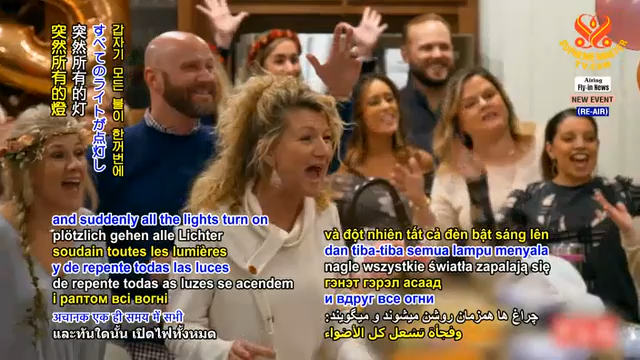 突然所有的燈
突然所有的灯
すべてのライトが点灯し
갑자기 모든 불이 한꺼번에
SUPREME MASTER
TV.COM
Airing
Fly-in News
NEW EVENT
(RE-AIR)
and suddenly all the lights turn on
plötzlich gehen alle Lichter
soudain toutes les lumières
y de repente todas las luces
de repente todas as luzes se acendem
і раптом всі вогні
अचानक एक ही समय में सभी
และทันใดนั้น เปิดไฟทั้งหมด
và đột nhiên tất cả đèn bật sáng lên
dan tiba-tiba semua lampu menyala
nagle wszystkie światła zapalają się
гэнэт гэрэл асаад
и вдруг все огни
چراغ ها همزمان روشن میشوند و میگویند:
وفجأة تشعل كل الأضواء